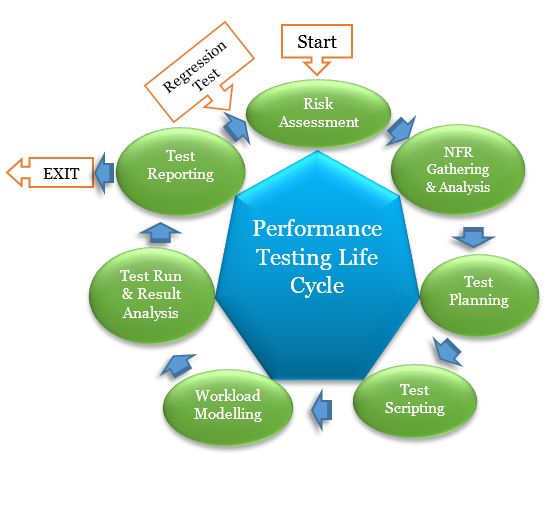 Start
Regression
Test
Risk
Assessment
NFR
Gathering
& Analysis
Test
Planning
Test
Scripting
Workload
Modelling
Test Run
& Result
Analysis
Test
Reporting
EXIT
Performance
Testing Life
Cycle